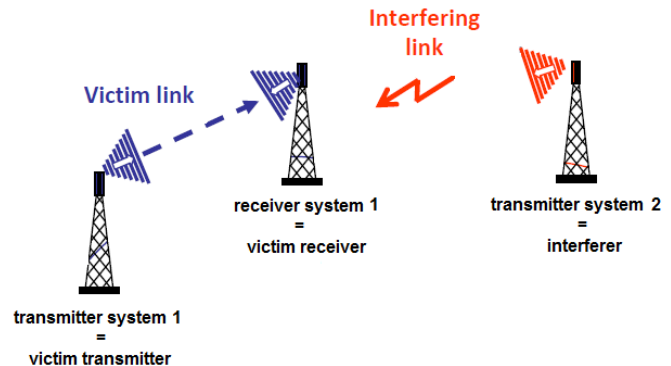 Interfering
link
Victim link
receiver system 1
=
victim receiver
transmitter system 2
=
interferer
transmitter system 1
=
victim transmitter